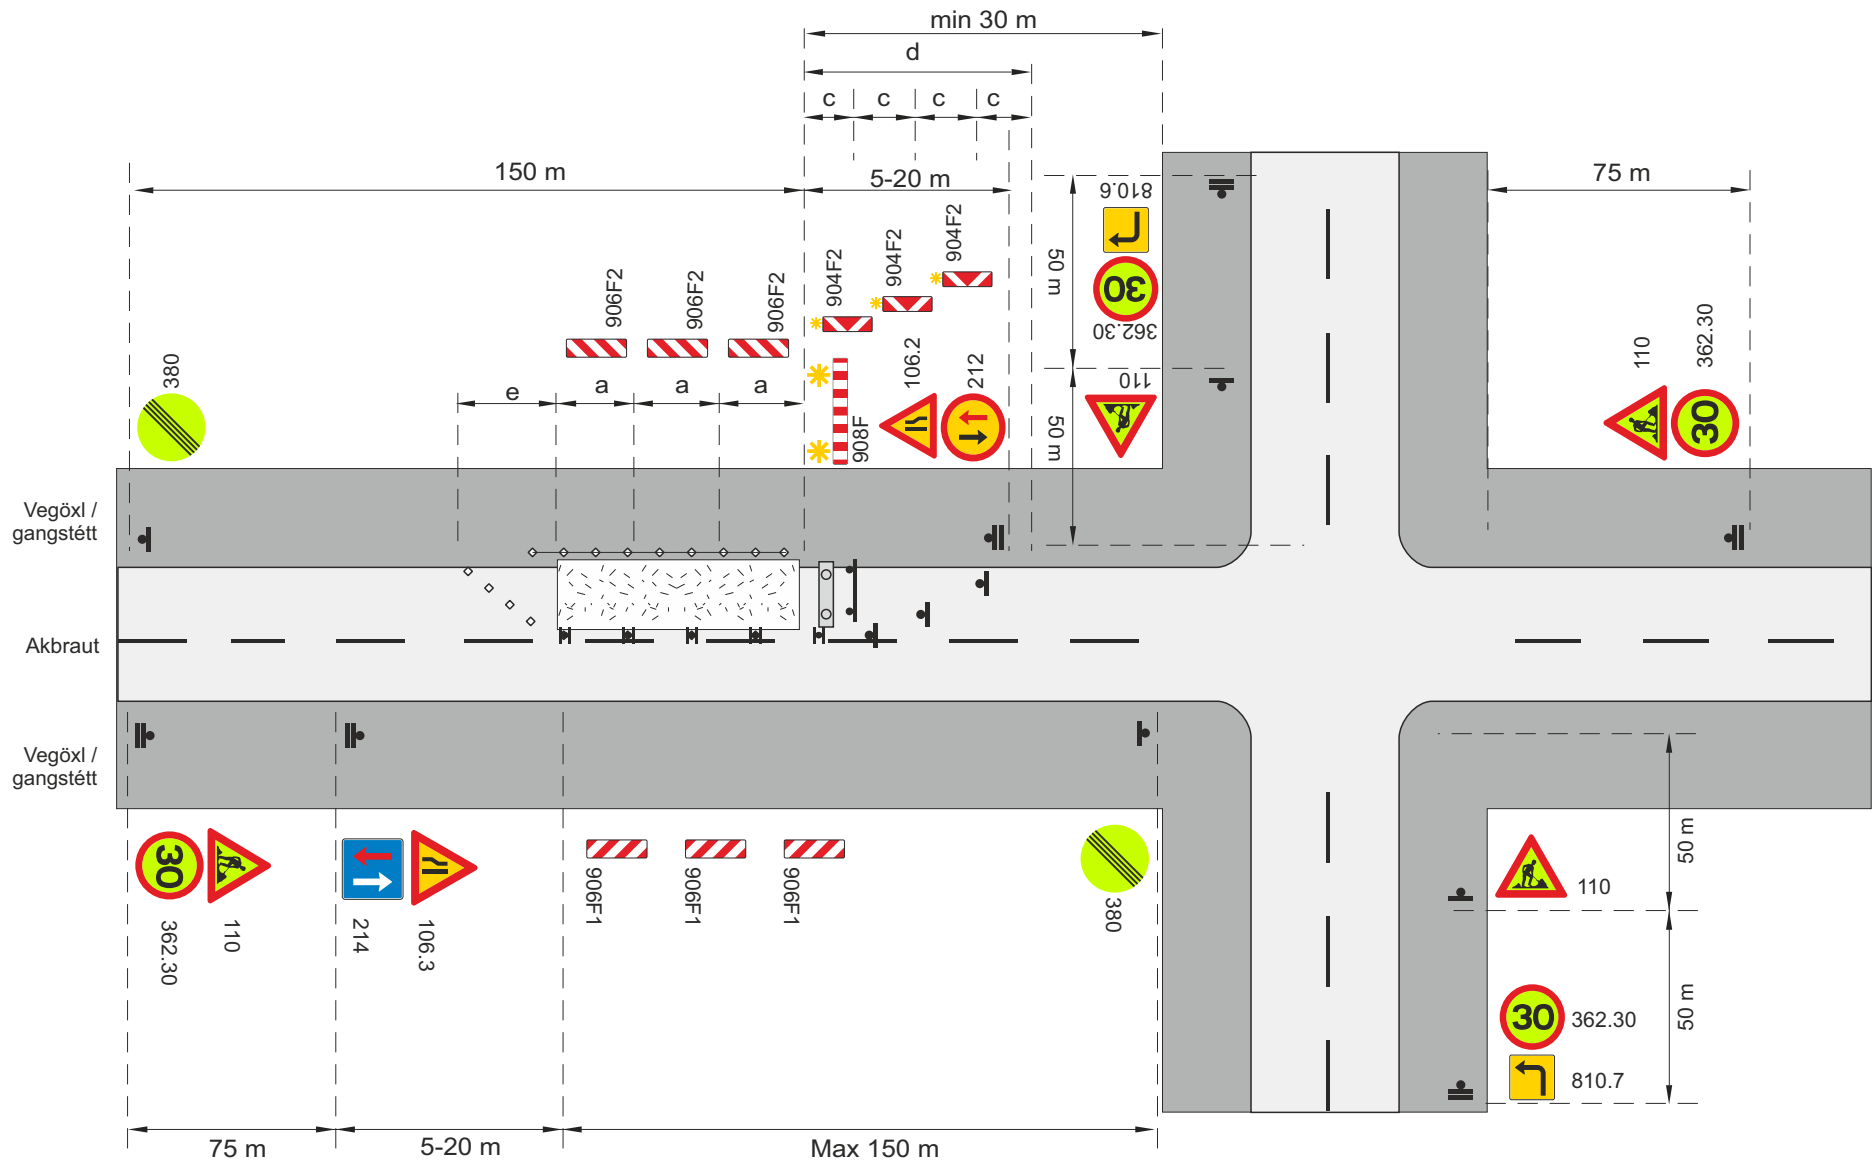 min 30 m
d
c
c
c
c
150 m
5-20 m
75 m
810.6
50 m
30
362.30
904F2
904F2
904F2
906F2
906F2
906F2
380
e
a
a
a
908F
106.2
212
110
50 m
110
362.30
30
Vegöxl /
gangstétt
Akbraut
Vegöxl /
gangstétt
30
362.30
110
214
106.3
906F1
906F1
906F1
380
50 m
110
50 m
30
362.30
810.7
75 m
5-20 m
Max 150 m